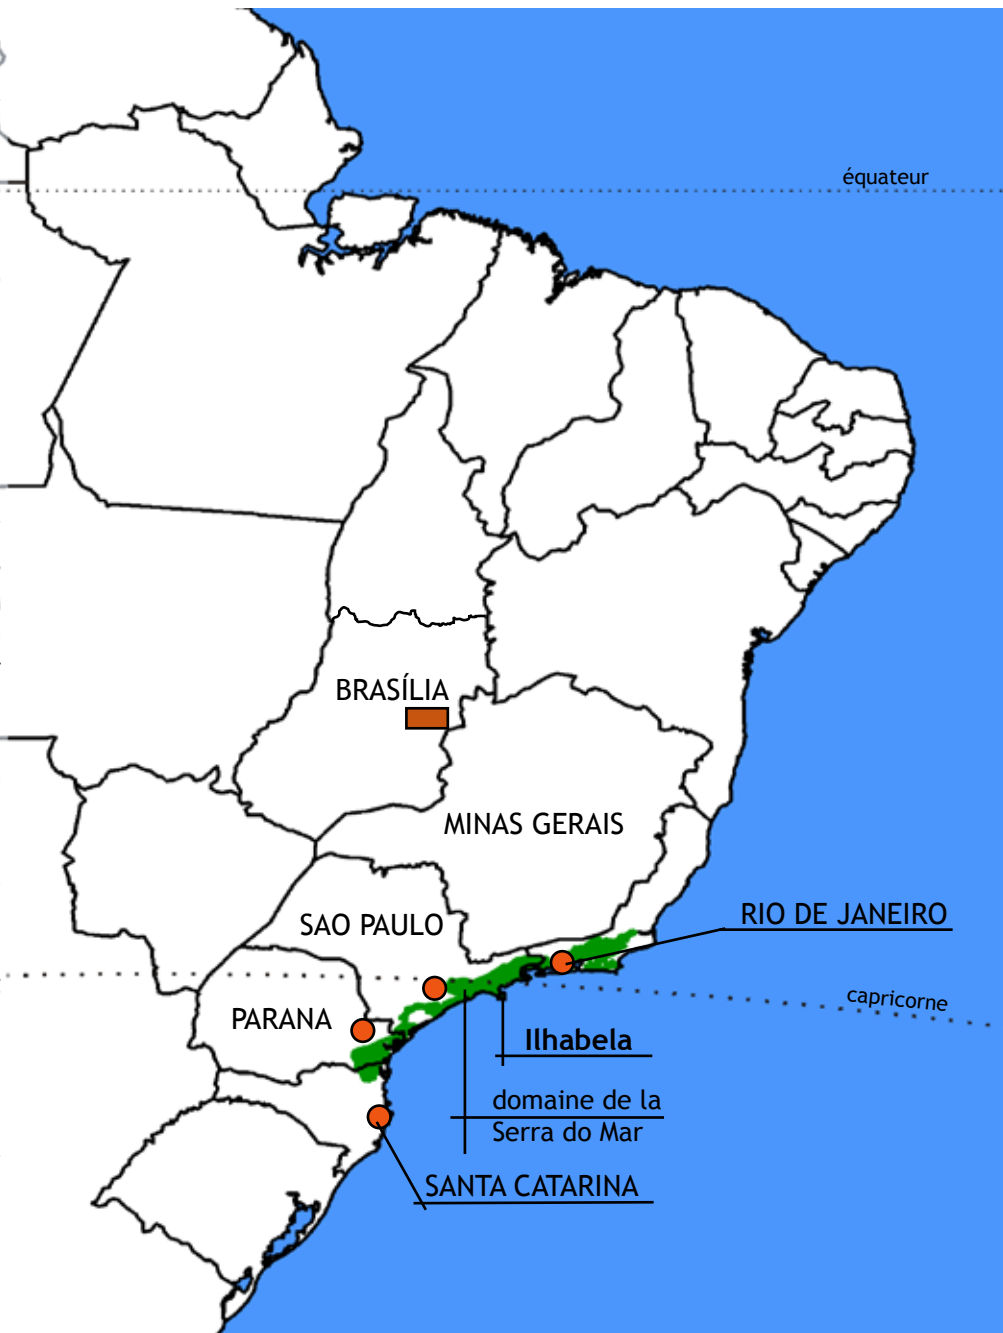 équateur
BRASÍLIA
MINAS GERAIS
RIO DE JANEIRO
SAO PAULO
capricorne
PARANA
Ilhabela
domaine de la
Serra do Mar
SANTA CATARINA